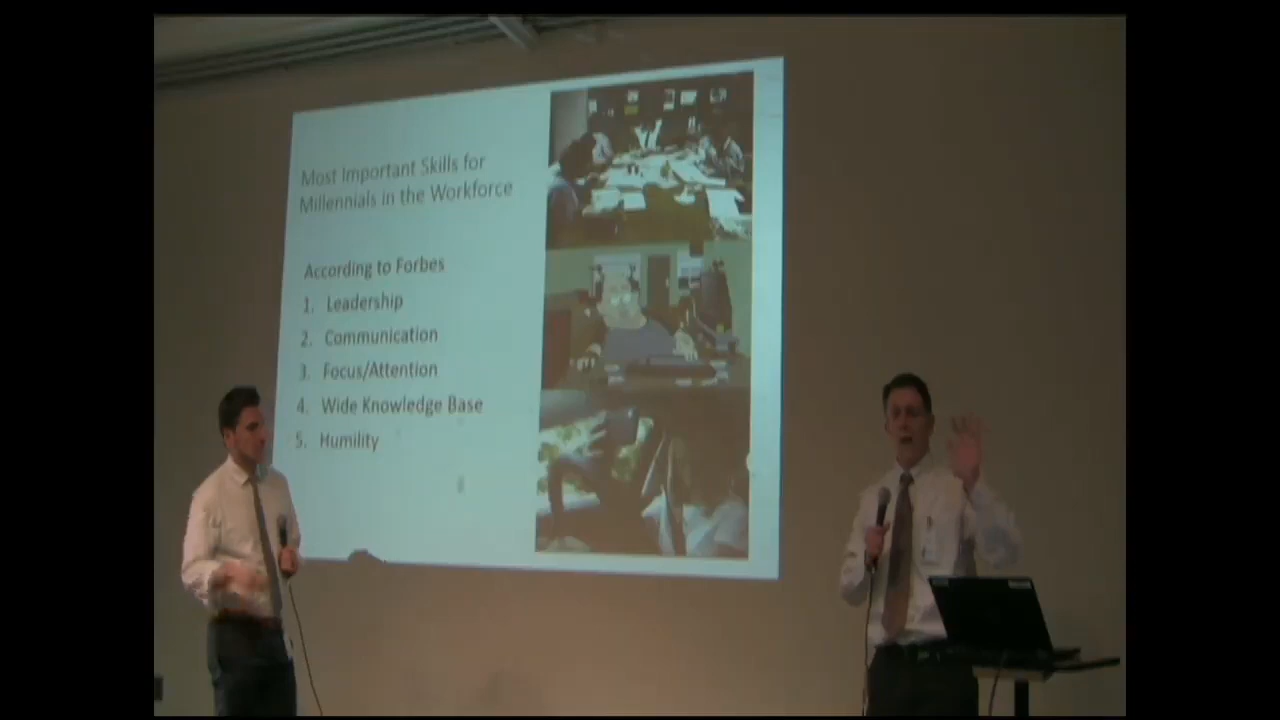 Most Important Skills for
Millennials in the Workforce
According to Forbes
1. Leadership
2. Communication
3. Focus/Attention
4. Wide Knowledge Base
5. Humility